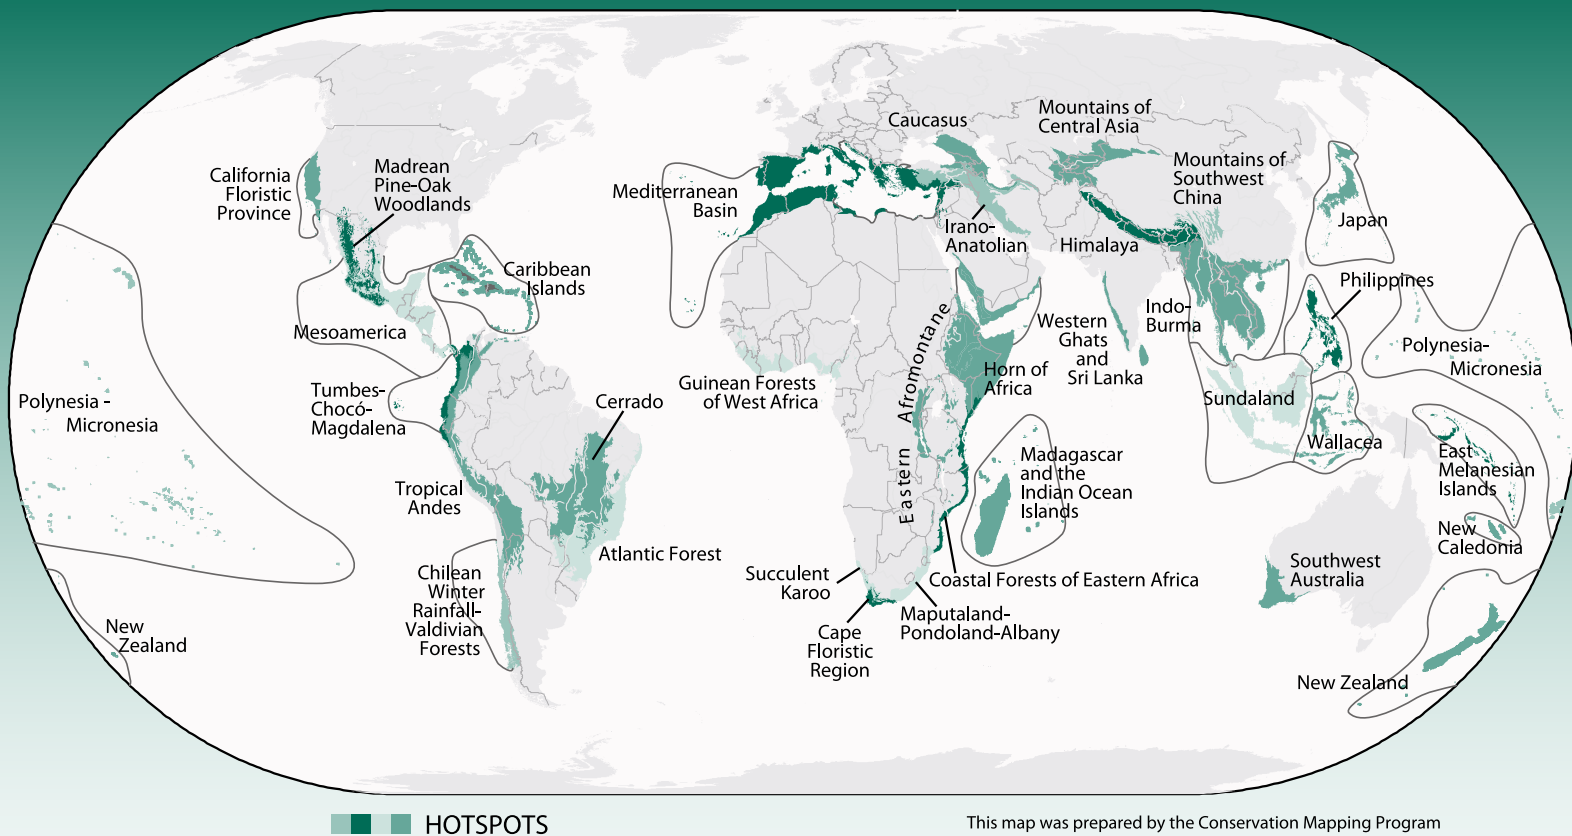 Caucasus
Mountains of
Central Asia
California
Floristic
Province
Madrean
Pine-Oak
Woodlands
Mediterranean
Basin
Mountains of
Southwest
China
Japan
Irano-
Anatolian
Himalaya
Caribbean
Islands
Philippines
Mesoamerica
Indo-
Burma
Western
Ghats
and
Sri Lanka
Polynesia-
Micronesia
Tumbes-
Chocó-
Magdalena
Guinean Forests
of West Africa
Horn of
Africa
Eastern Afromontane
Polynesia -
Micronesia
Cerrado
Sundaland
Wallacea
East
Melanesian
Islands
Madagascar
and the
Indian Ocean
Islands
Tropical
Andes
New
Caledonia
Atlantic Forest
Southwest
Australia
Chilean
Winter
Rainfall-
Valdivian
Forests
Succulent
Karoo
Coastal Forests of Eastern Africa
Maputaland-
Pondoland-Albany
Cape
Floristic
Region
New
Zealand
New Zealand
HOTSPOTS
This map was prepared by the Conservation Mapping Program